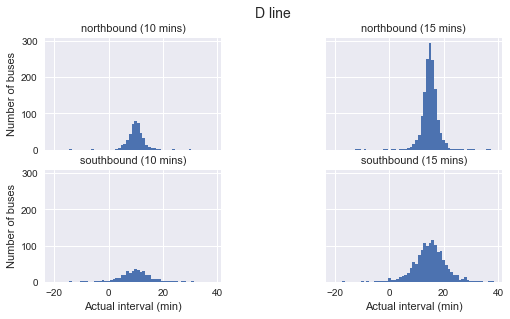 D line
northbound (10 mins)
northbound (15 mins)
300
200
100
0
Number of buses
southbound (10 mins)
southbound (15 mins)
300
200
100
0
Number of buses
−20 0 20 40
−20 0 20 40
Actual interval (min)
Actual interval (min)